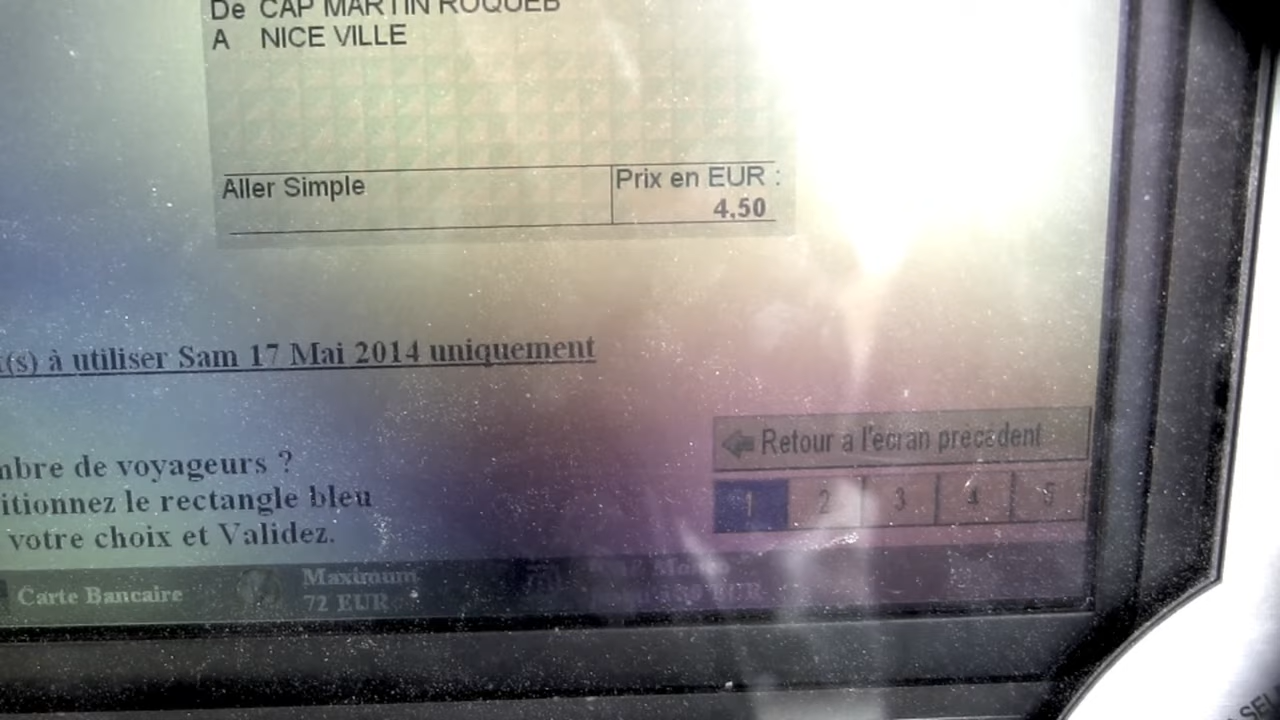 De CAP MARTIN ROQUEB
A NICE VILLE
Aller Simple
Prix en EUR :
4,50
(s) à utiliser Sam 17 Mai 2014 uniquement
Retour a l'ecran precedent
mbre de voyageurs ?
1 2 3 4 5
itionnez le rectangle bleu
votre choix et Validez.
Carte Bancaire
Maximum
72 EUR